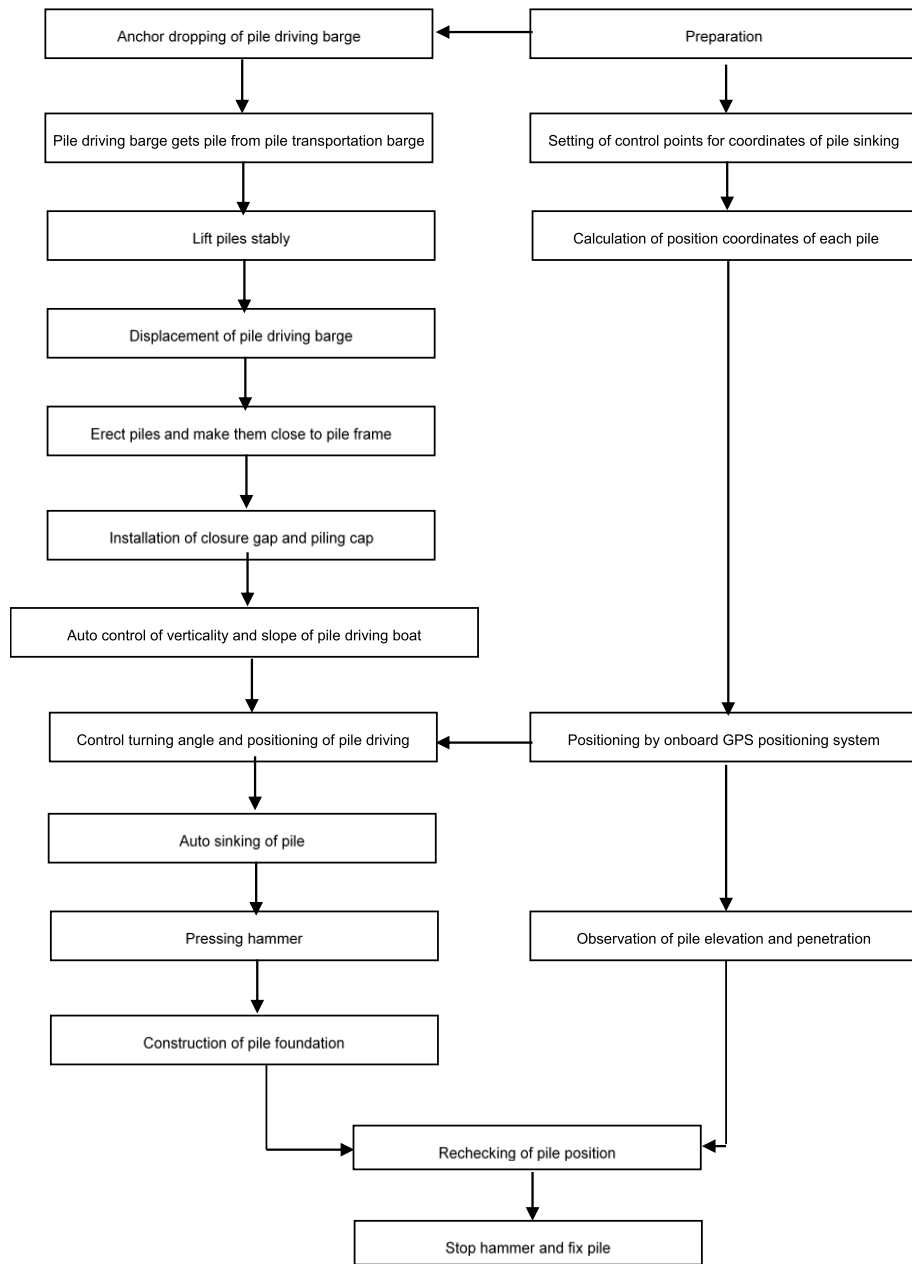 Anchor dropping of pile driving barge
Preparation
Pile driving barge gets pile from pile transportation barge
Setting of control points for coordinates of pile sinking
Lift piles stably
Calculation of position coordinates of each pile
Displacement of pile driving barge
Erect piles and make them close to pile frame
Installation of closure gap and piling cap
Auto control of verticality and slope of pile driving boat
Control turning angle and positioning of pile driving
Positioning by onboard GPS positioning system
Auto sinking of pile
Pressing hammer
Observation of pile elevation and penetration
Construction of pile foundation
Rechecking of pile position
Stop hammer and fix pile